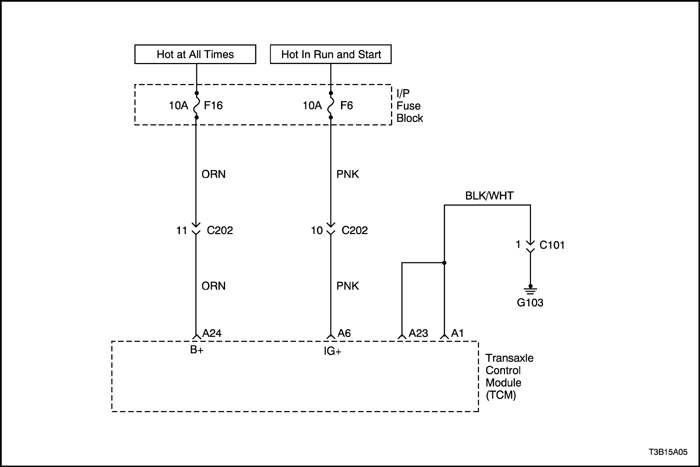 Hot at All Times
Hot In Run and Start
10A F16
10A F6
I/P
Fuse
Block
ORN
PNK
BLK/WHT
11 C202
10 C202
1 C101
ORN
PNK
G103
A24
A6
A23
A1
B+
IG+
Transaxle
Control
Module
(TCM)
T3B15A05